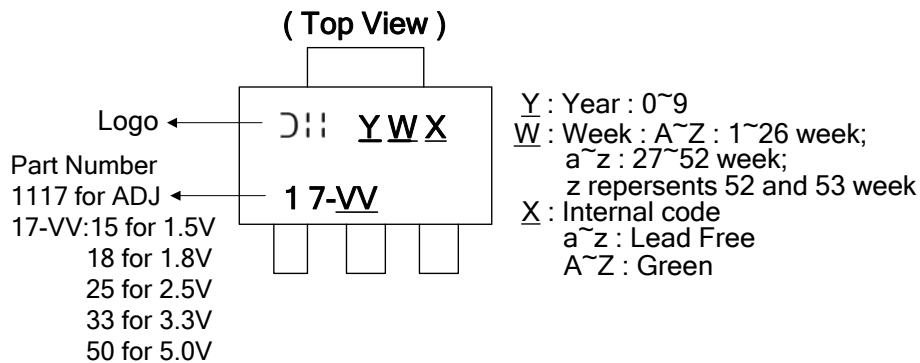 ( Top View )
Logo
Y W X
Part Number
1117 for ADJ
17-VV:15 for 1.5V
18 for 1.8V
25 for 2.5V
33 for 3.3V
50 for 5.0V
17-VV
Y : Year : 0~9
W : Week : A~Z : 1~26 week;
a~z : 27~52 week;
z repersents 52 and 53 week
X : Internal code
a~z : Lead Free
A~Z : Green